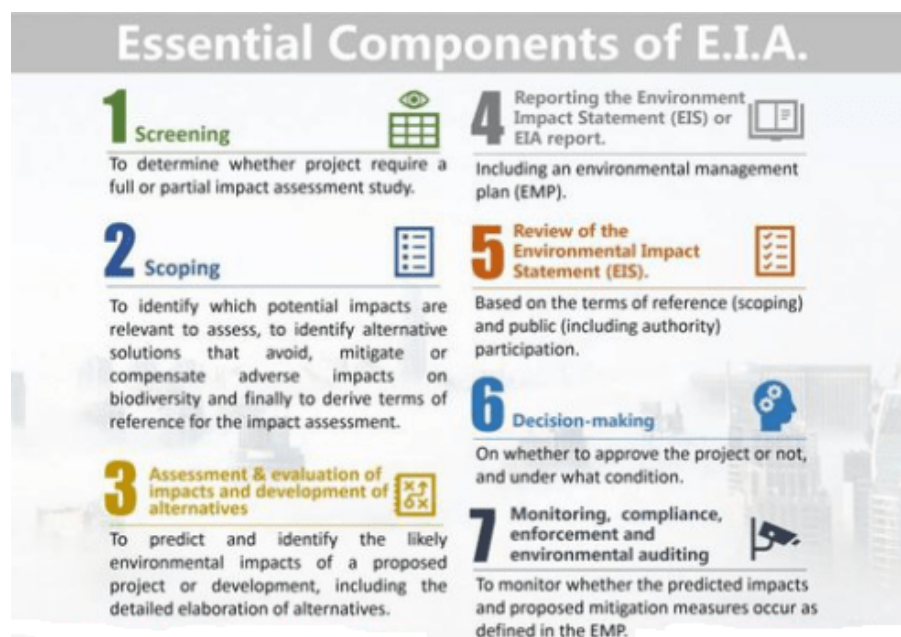 Essential Components of E.I.A.
1 Screening
To determine whether project require a
full or partial impact assessment study.
2 Scoping
To identify which potential impacts are
relevant to assess, to identify alternative
solutions that avoid, mitigate or
compensate adverse impacts on
biodiversity and finally to derive terms of
reference for the impact assessment.
3 Assessment & evaluation of
impacts and development of
alternatives
To predict and identify the likely
environmental impacts of a proposed
project or development, including the
detailed elaboration of alternatives.
4 Reporting the Environment
Impact Statement (EIS) or
EIA report.
Including an environmental management
plan (EMP).
5 Review of the
Environmental Impact
Statement (EIS).
Based on the terms of reference (scoping)
and public (including authority)
participation.
6 Decision-making
On whether to approve the project or not,
and under what condition.
7 Monitoring, compliance,
enforcement and
environmental auditing
To monitor whether the predicted impacts
and proposed mitigation measures occur as
defined in the EMP.